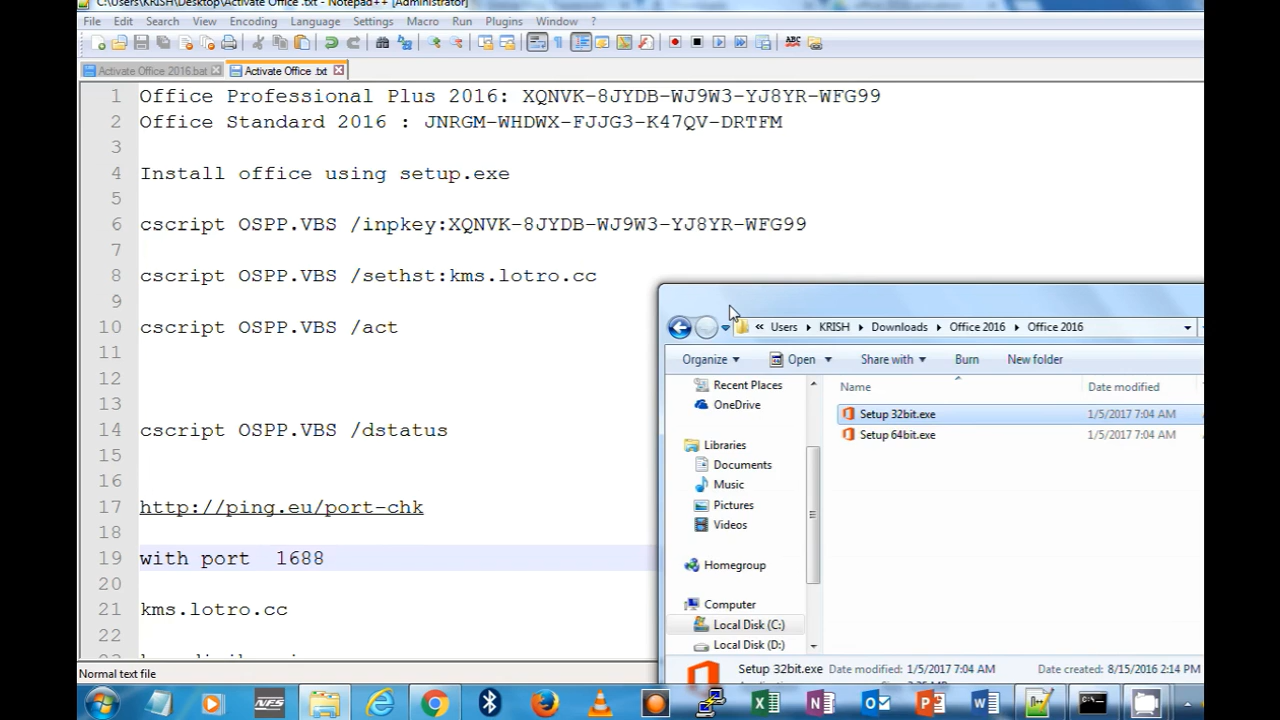 C:\Users\KRISH\Desktop\Activate Office .txt - Notepad++ [Administrator]
File Edit Search View Encoding Language Settings Macro Run Plugins Window ?
Activate Office 2016.bat Activate Office .txt
1 Office Professional Plus 2016: XQNVK-8JYDB-WJ9W3-YJ8YR-WFG99
2 Office Standard 2016 : JNRGM-WHDWX-FJJG3-K47QV-DRTFM
3
4 Install office using setup.exe
5
6 cscript OSPP.VBS /inpkey:XQNVK-8JYDB-WJ9W3-YJ8YR-WFG99
7
8 cscript OSPP.VBS /sethst:kms.lotro.cc
9
10 cscript OSPP.VBS /act
11
12
13
14 cscript OSPP.VBS /dstatus
15
16
17 http://ping.eu/port-chk
18
19 with port 1688
20
21 kms.lotro.cc
22
Normal text file
« Users KRISH Downloads Office 2016 Office 2016
Organize Open Share with Burn New folder
Recent Places
OneDrive
Libraries
Documents
Music
Pictures
Videos
Homegroup
Computer
Local Disk (C:)
Local Disk (D:)
Name Date modified
Setup 32bit.exe 1/5/2017 7:04 AM
Setup 64bit.exe 1/5/2017 7:04 AM
Setup 32bit.exe Date modified: 1/5/2017 7:04 AM Date created: 8/15/2016 2:14 PM
NFS